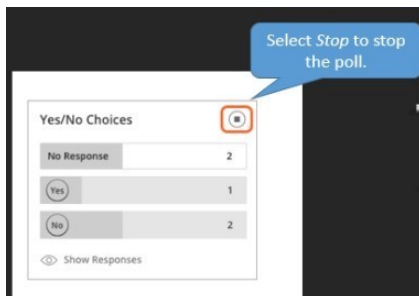 Select Stop to stop
the poll.
Yes/No Choices
No Response 2
Yes 1
No 2
Show Responses